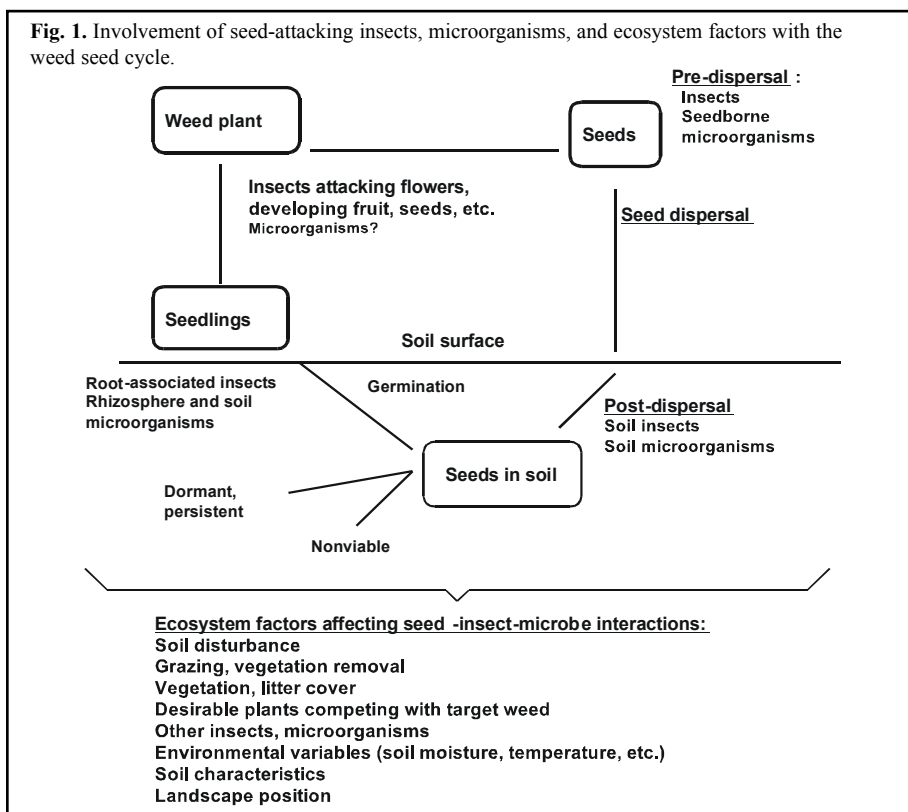 Fig. 1. Involvement of seed-attacking insects, microorganisms, and ecosystem factors with the
weed seed cycle.
Pre-dispersal :
Insects
Seedborne
microorganisms
Weed plant
Seeds
Insects attacking flowers,
developing fruit, seeds, etc.
Microorganisms?
Seed dispersal
Seedlings
Soil surface
Root-associated insects
Rhizosphere and soil
microorganisms
Germination
Post-dispersal
Soil insects
Soil microorganisms
Seeds in soil
Dormant,
persistent
Nonviable
Ecosystem factors affecting seed -insect-microbe interactions:
Soil disturbance
Grazing, vegetation removal
Vegetation, litter cover
Desirable plants competing with target weed
Other insects, microorganisms
Environmental variables (soil moisture, temperature, etc.)
Soil characteristics
Landscape position